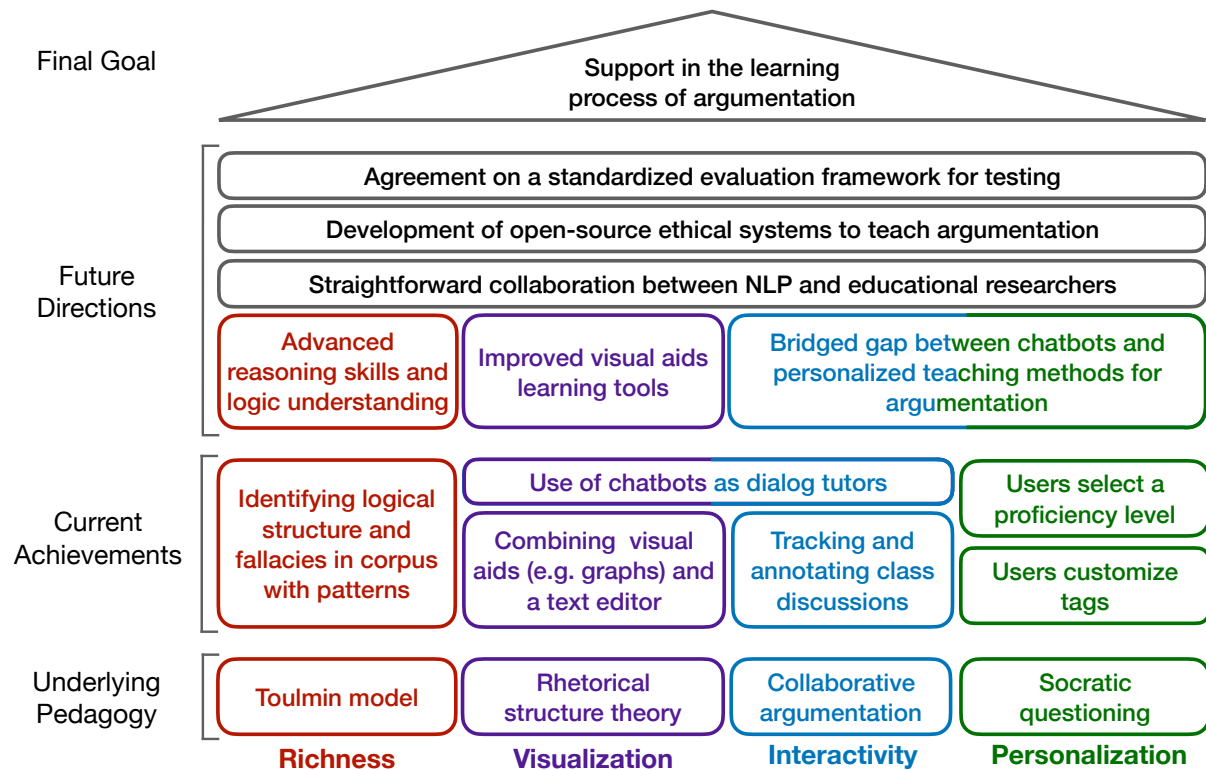 Final Goal
Support in the learning
process of argumentation
Future
Directions
Agreement on a standardized evaluation framework for testing
Development of open-source ethical systems to teach argumentation
Straightforward collaboration between NLP and educational researchers
Advanced
reasoning skills and
logic understanding
Improved visual aids
learning tools
Bridged gap between chatbots and
personalized teaching methods for
argumentation
Current
Achievements
Identifying logical
structure and
fallacies in corpus
with patterns
Use of chatbots as dialog tutors
Combining visual
aids (e.g. graphs) and
a text editor
Tracking and
annotating class
discussions
Users select a
proficiency level
Users customize
tags
Underlying
Pedagogy
Toulmin model
Rhetorical
structure theory
Collaborative
argumentation
Socratic
questioning
Richness
Visualization
Interactivity
Personalization